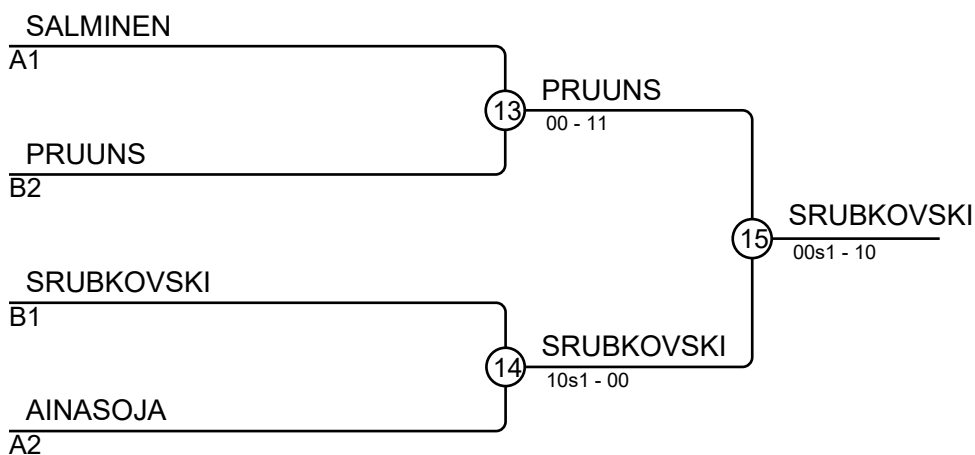 SALMINEN
A1
13
PRUUNS
00 - 11
PRUUNS
B2
15
SRUBKOVSKI
00s1 - 10
SRUBKOVSKI
B1
14
SRUBKOVSKI
10s1 - 00
AINASOJA
A2